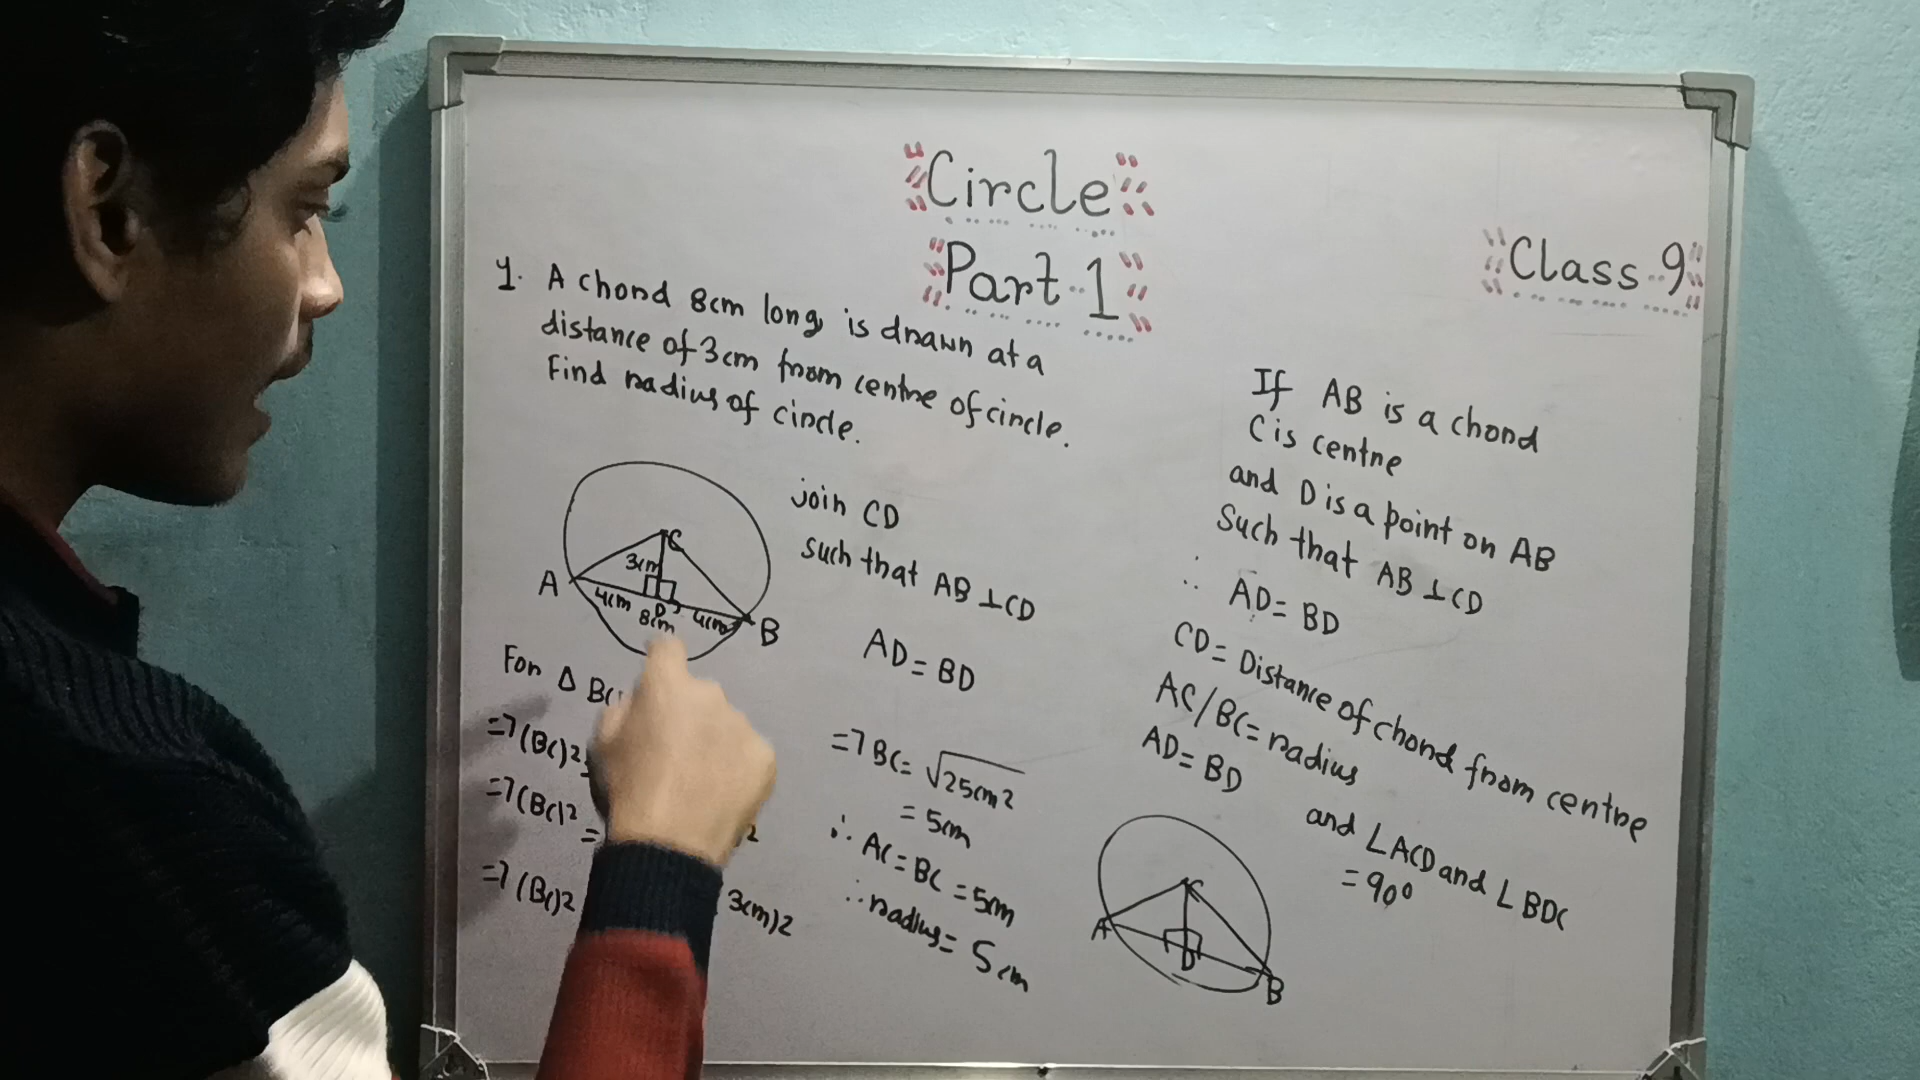 Circle
Part-1
Class-9
1. A chord 8cm long, is drawn at a
distance of 3cm from centre of circle.
Find radius of circle.
C
3cm
A
4cm
D
4cm
8cm
B
join CD
Such that AB ⊥ CD
AD = BD
For Δ
=> (BC)²
=> (BC)² =
=> (BC)²
3cm)2
=> BC = √25cm2
= 5cm
∴ AC = BC = 5cm
∴ radius = 5cm
If AB is a chord
C is centre
and D is a point on AB
Such that AB ⊥ CD
∴ AD = BD
CD = Distance of chord from centre
AC/BC = radius
AD = BD
and ∠ACD and ∠BDC
= 90°
C
A
D
B